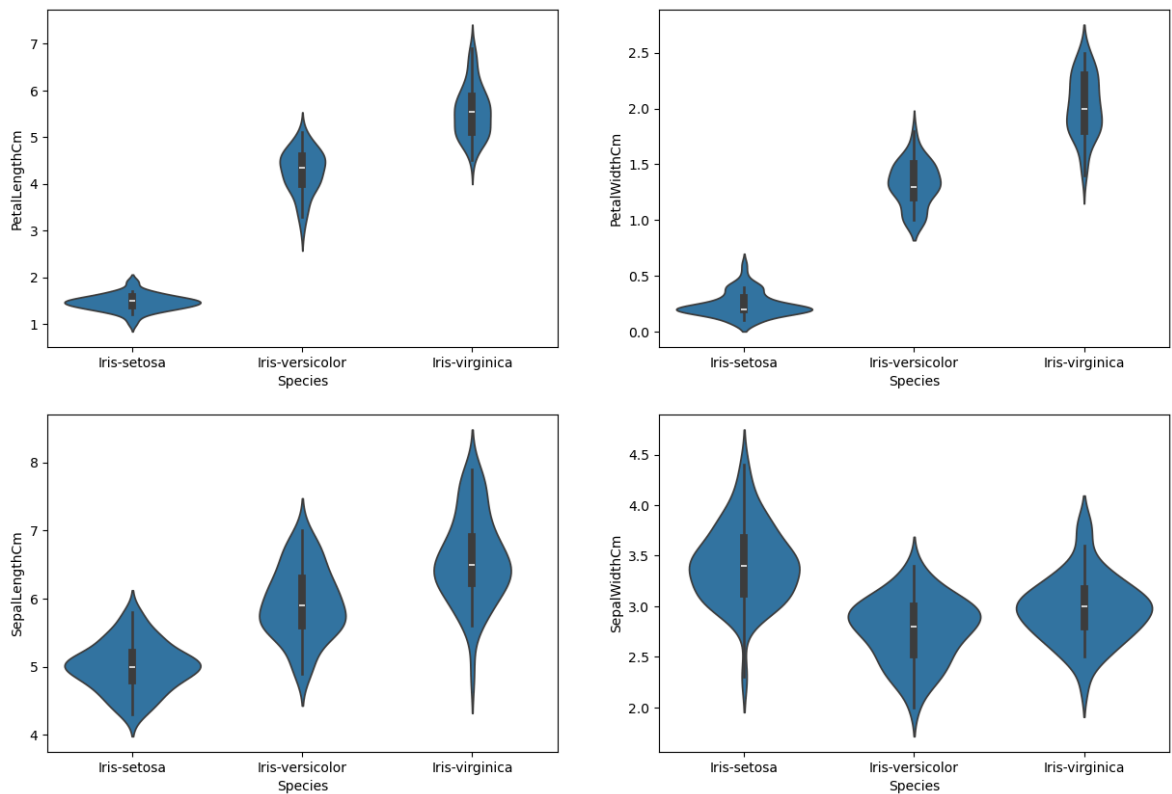 7
6
5
4
3
2
1
PetalLengthCm
Iris-setosa Iris-versicolor Iris-virginica
Species
2.5
2.0
1.5
1.0
0.5
0.0
PetalWidthCm
Iris-setosa Iris-versicolor Iris-virginica
Species
8
7
6
5
4
SepalLengthCm
Iris-setosa Iris-versicolor Iris-virginica
Species
4.5
4.0
3.5
3.0
2.5
2.0
SepalWidthCm
Iris-setosa Iris-versicolor Iris-virginica
Species